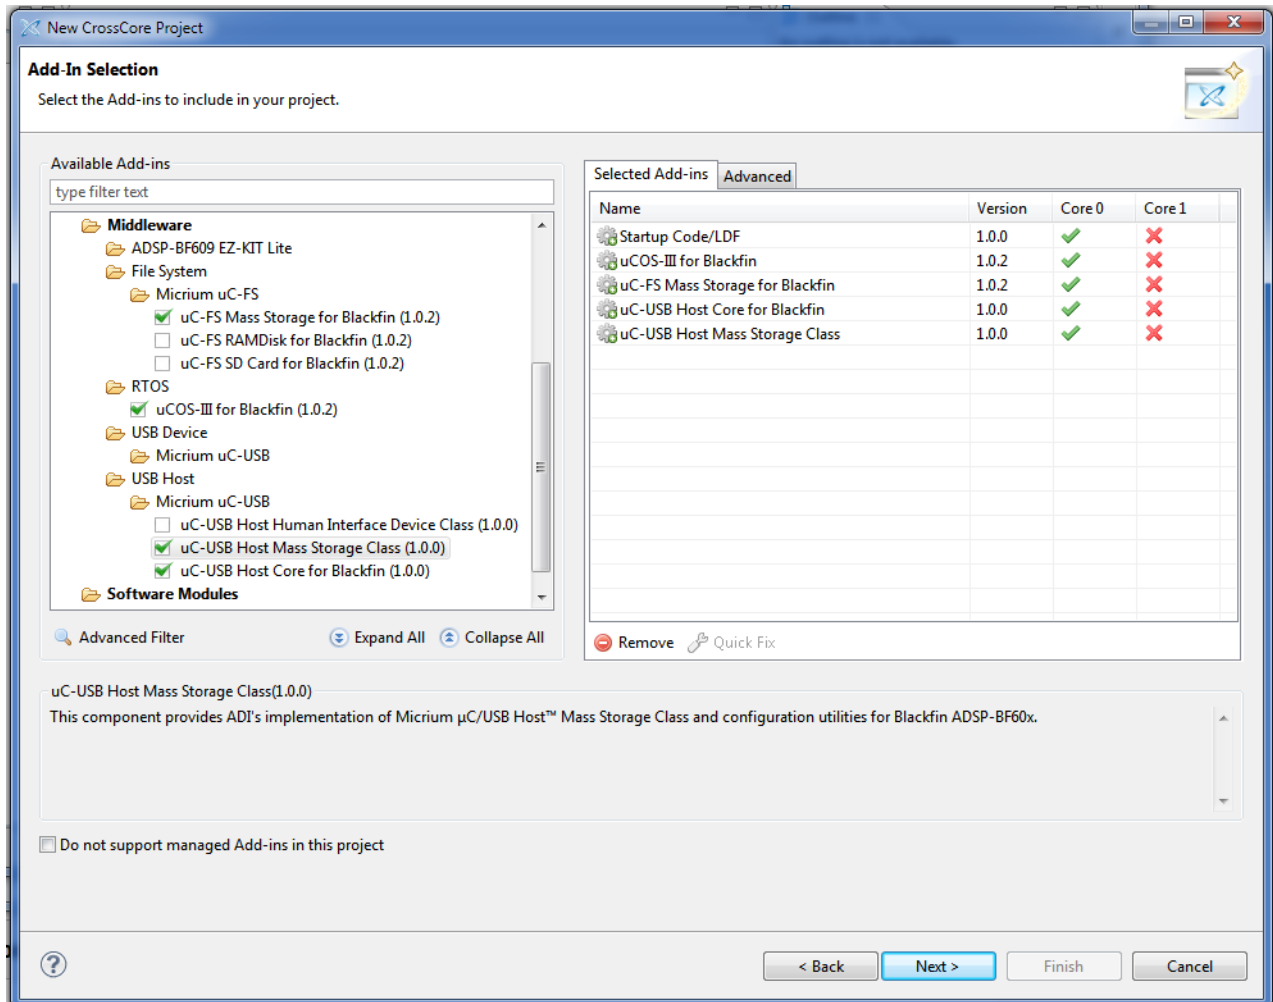 New CrossCore Project
Add-In Selection
Select the Add-ins to include in your project.
Available Add-ins
type filter text
Middleware
ADSP-BF609 EZ-KIT Lite
File System
Micrium uC-FS
uC-FS Mass Storage for Blackfin (1.0.2)
uC-FS RAMDisk for Blackfin (1.0.2)
uC-FS SD Card for Blackfin (1.0.2)
RTOS
uCOS-III for Blackfin (1.0.2)
USB Device
Micrium uC-USB
USB Host
Micrium uC-USB
uC-USB Host Human Interface Device Class (1.0.0)
uC-USB Host Mass Storage Class (1.0.0)
uC-USB Host Core for Blackfin (1.0.0)
Software Modules
Advanced Filter Expand All Collapse All
Selected Add-ins Advanced
Name Version Core 0 Core 1
Startup Code/LDF 1.0.0
uCOS-III for Blackfin 1.0.2
uC-FS Mass Storage for Blackfin 1.0.2
uC-USB Host Core for Blackfin 1.0.0
uC-USB Host Mass Storage Class 1.0.0
Remove Quick Fix
uC-USB Host Mass Storage Class(1.0.0)
This component provides ADI's implementation of Micrium µC/USB Host™ Mass Storage Class and configuration utilities for Blackfin ADSP-BF60x.
Do not support managed Add-ins in this project
? < Back Next > Finish Cancel